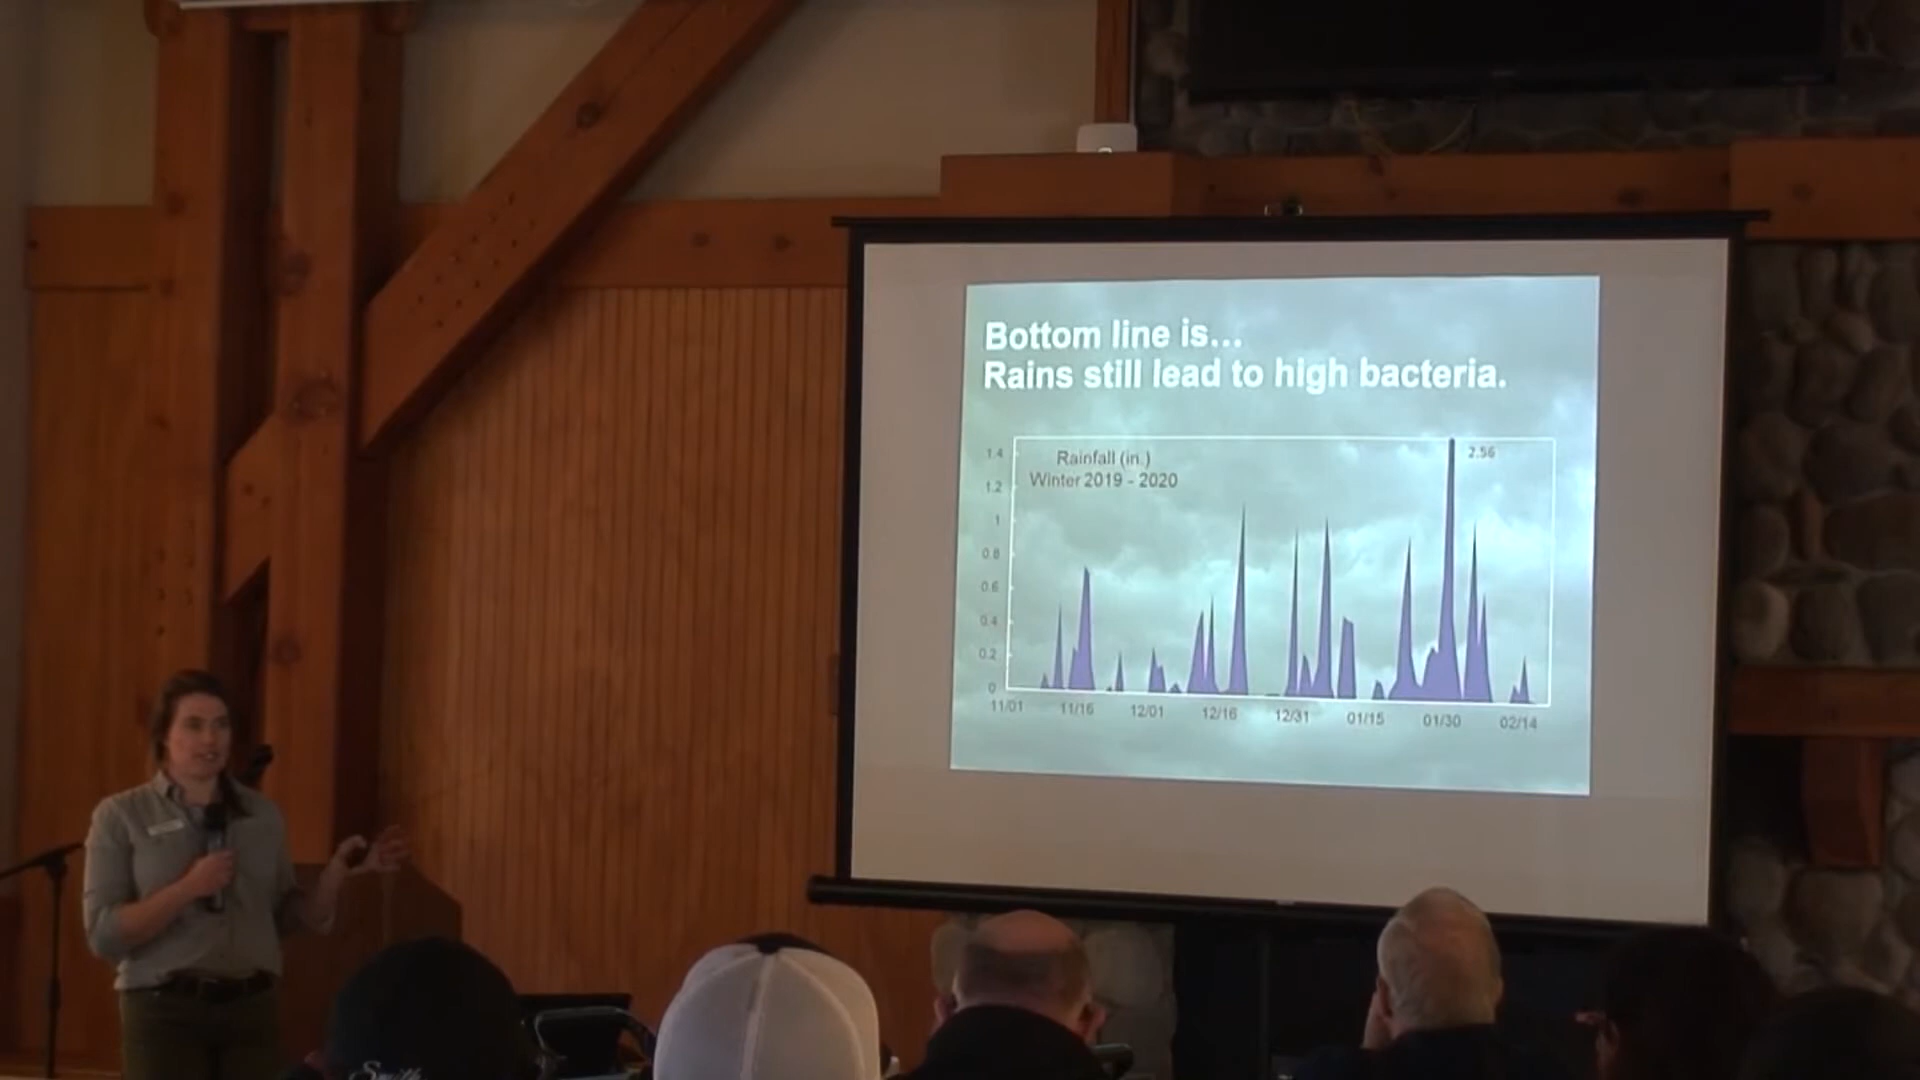 Bottom line is...
Rains still lead to high bacteria.
Rainfall (in.)
Winter 2019 - 2020
2.56
1.4
1.2
1
0.8
0.6
0.4
0.2
0
11/01 11/16 12/01 12/16 12/31 01/15 01/30 02/14
Smith